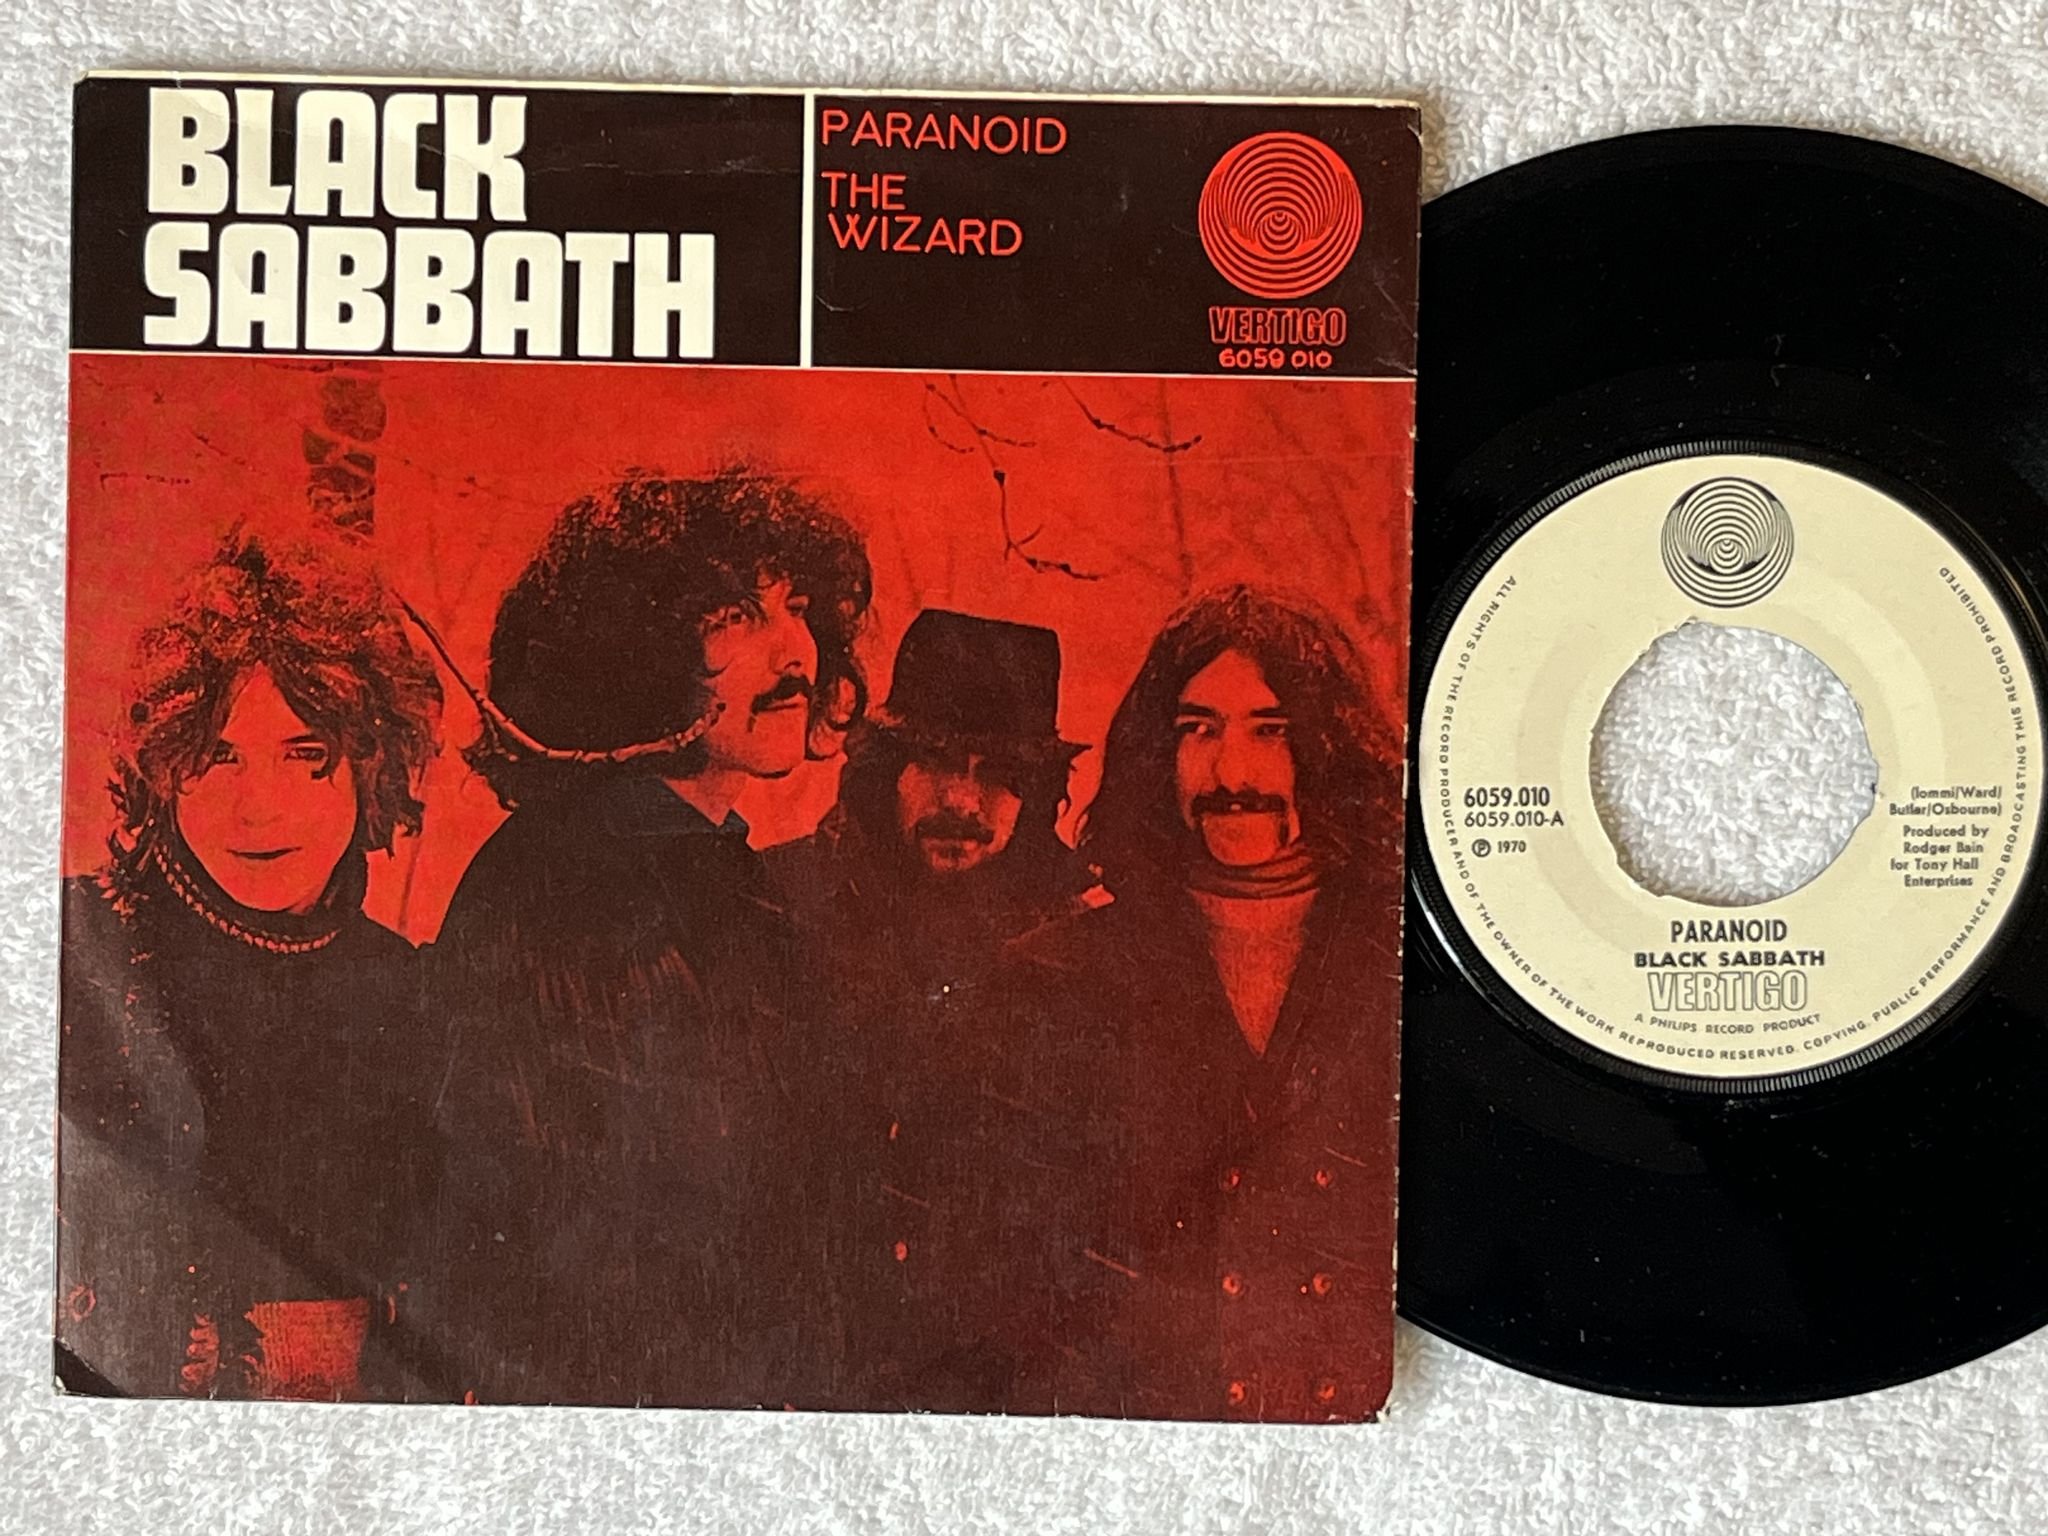 BLACK
SABBATH
PARANOID
THE
WIZARD
VERTIGO
6059 010
ALL RIGHTS OF THE RECORD PRODUCER AND OF THE OWNER OF THE WORK REPRODUCED RESERVED. COPYING, PUBLIC PERFORMANCE AND BROADCASTING THIS RECORD PROHIBITED
6059.010
6059.010-A
Ⓟ 1970
(Iommi/Ward/
Butler/Osbourne)
Produced by
Rodger Bain
for Tony Hall
Enterprises
PARANOID
BLACK SABBATH
VERTIGO
A PHILIPS RECORD PRODUCT